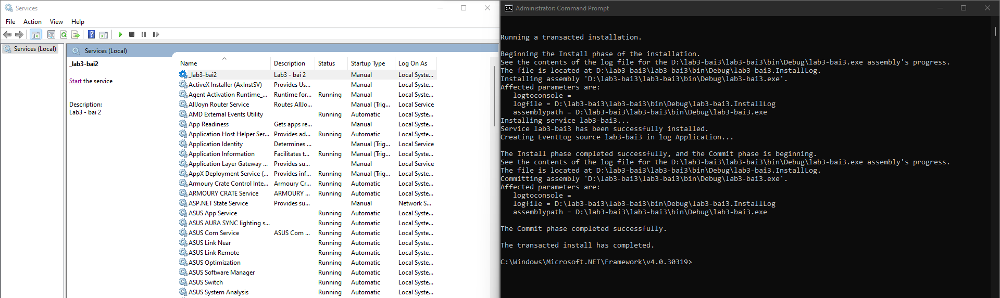 Services
File Action View Help
Services (Local)
Services (Local)
_lab3-bai2
Start the service
Description:
Lab3 - bai 2
Name Description Status Startup Type Log On As
_lab3-bai2 Lab3 - bai 2 Manual Local Syste...
ActiveX Installer (AxInstSV) Provides Us... Manual Local Syste...
Agent Activation Runtime_... Runtime for... Running Manual Local Syste...
AllJoyn Router Service Routes AllJo... Manual (Trig... Local Service
AMD External Events Utility Running Automatic Local Syste...
App Readiness Gets apps re... Manual Local Syste...
Application Host Helper Ser... Provides ad... Running Automatic Local Syste...
Application Identity Determines ... Manual (Trig... Local Service
Application Information Facilitates t... Running Manual (Trig... Local Syste...
Application Layer Gateway ... Provides su... Manual Local Service
AppX Deployment Service (... Provides inf... Running Manual (Trig... Local Syste...
Armoury Crate Control Inte... Armoury Cr... Running Automatic Local Syste...
ARMOURY CRATE Service ARMOURY ... Running Automatic Local Syste...
ASP.NET State Service Provides su... Manual Network S...
ASUS App Service Running Automatic Local Syste...
ASUS AURA SYNC lighting s... Running Automatic Local Syste...
ASUS Com Service ASUS Com ... Running Automatic Local Syste...
ASUS Link Near Running Automatic Local Syste...
ASUS Link Remote Running Automatic Local Syste...
ASUS Optimization Running Automatic Local Syste...
ASUS Software Manager Running Automatic Local Syste...
ASUS Switch Running Automatic Local Syste...
ASUS System Analysis Running Automatic Local Syste...
Administrator: Command Prompt
Running a transacted installation.
Beginning the Install phase of the installation.
See the contents of the log file for the D:\lab3-bai3\lab3-bai3\bin\Debug\lab3-bai3.exe assembly's progress.
The file is located at D:\lab3-bai3\lab3-bai3\bin\Debug\lab3-bai3.InstallLog.
Installing assembly 'D:\lab3-bai3\lab3-bai3\bin\Debug\lab3-bai3.exe'.
Affected parameters are:
logtoconsole =
logfile = D:\lab3-bai3\lab3-bai3\bin\Debug\lab3-bai3.InstallLog
assemblypath = D:\lab3-bai3\lab3-bai3\bin\Debug\lab3-bai3.exe
Installing service lab3-bai3...
Service lab3-bai3 has been successfully installed.
Creating EventLog source lab3-bai3 in log Application...
The Install phase completed successfully, and the Commit phase is beginning.
See the contents of the log file for the D:\lab3-bai3\lab3-bai3\bin\Debug\lab3-bai3.exe assembly's progress.
The file is located at D:\lab3-bai3\lab3-bai3\bin\Debug\lab3-bai3.InstallLog.
Committing assembly 'D:\lab3-bai3\lab3-bai3\bin\Debug\lab3-bai3.exe'.
Affected parameters are:
logtoconsole =
logfile = D:\lab3-bai3\lab3-bai3\bin\Debug\lab3-bai3.InstallLog
assemblypath = D:\lab3-bai3\lab3-bai3\bin\Debug\lab3-bai3.exe
The Commit phase completed successfully.
The transacted install has completed.
C:\Windows\Microsoft.NET\Framework\v4.0.30319>